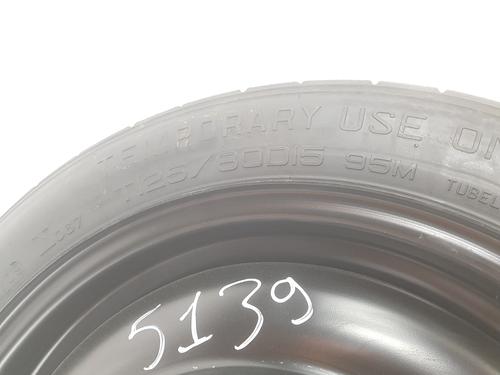 TEMPORARY USE ON
T125/80D15 95M TUBEL
5139